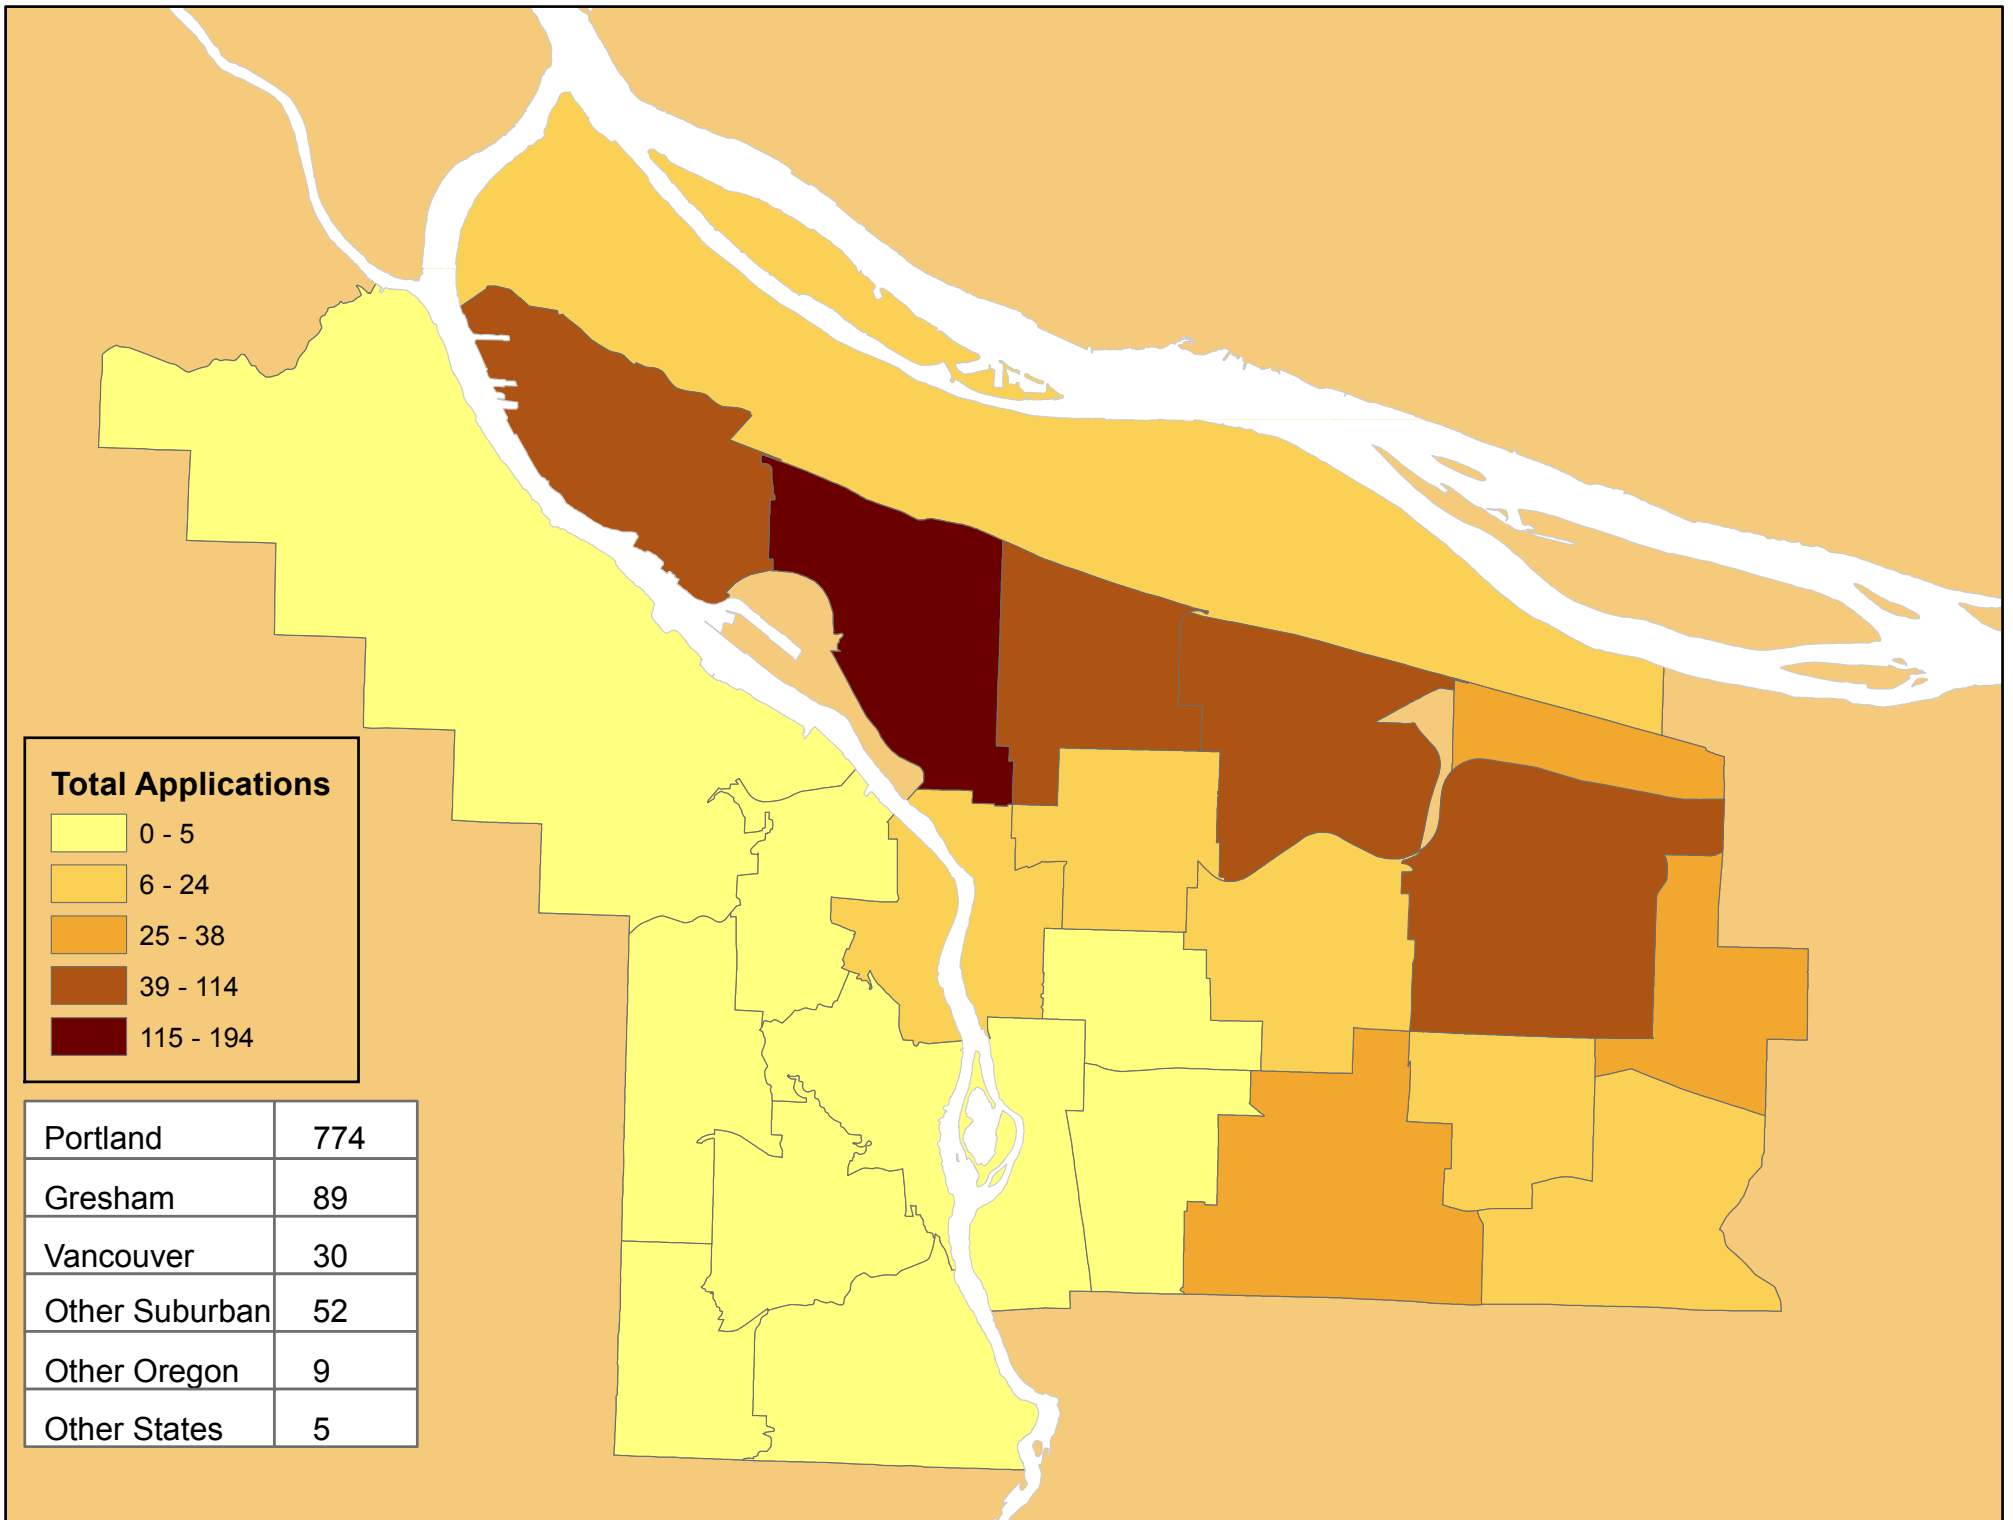 Total Applications
0 - 5
6 - 24
25 - 38
39 - 114
115 - 194
Portland 774
Gresham 89
Vancouver 30
Other Suburban 52
Other Oregon 9
Other States 5